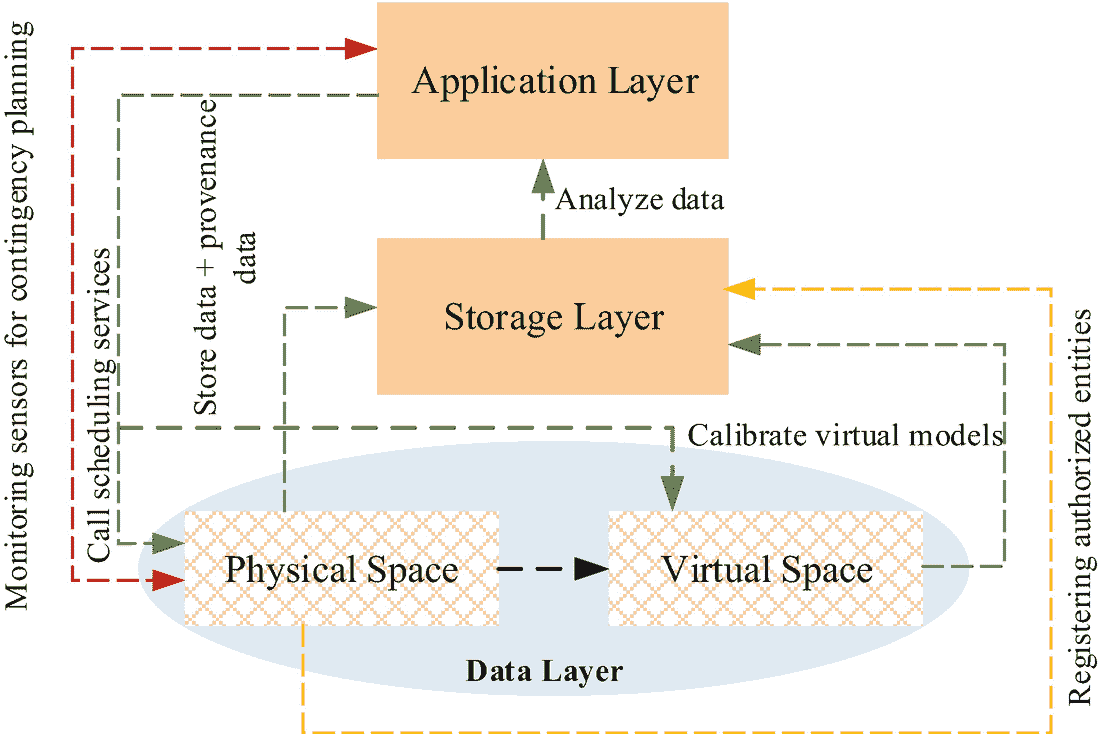 Monitoring sensors for contingency planning
Application Layer
Store data + provenance
data
Call scheduling services
Analyze data
Storage Layer
Calibrate virtual models
Registering authorized entities
Physical Space
Virtual Space
Data Layer